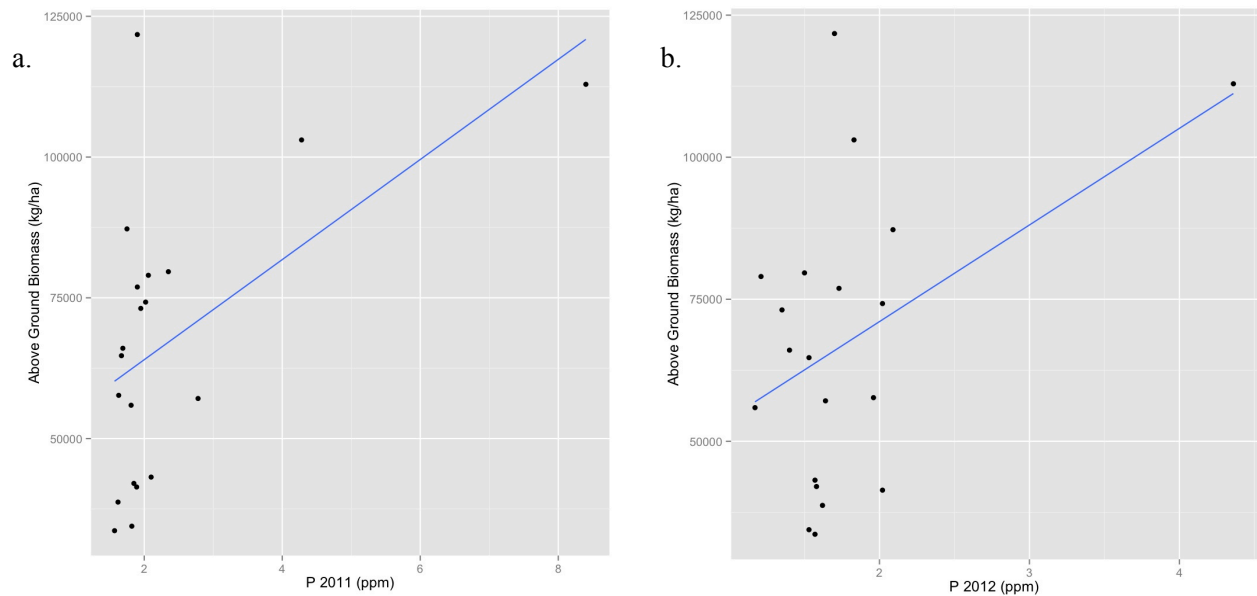 a.
125000
100000
75000
50000
Above Ground Biomass (kg/ha)
2 4 6 8
P 2011 (ppm)
b.
125000
100000
75000
50000
Above Ground Biomass (kg/ha)
2 3 4
P 2012 (ppm)